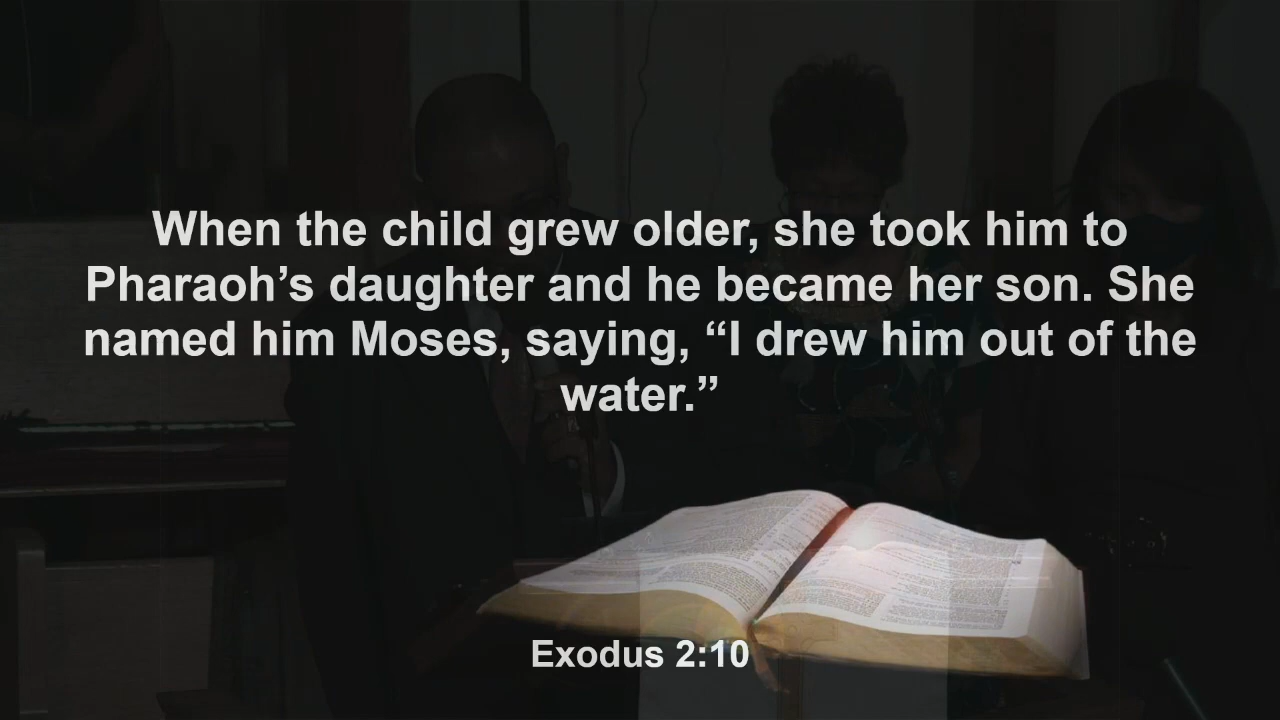 When the child grew older, she took him to
Pharaoh’s daughter and he became her son. She
named him Moses, saying, “I drew him out of the
water.”
Exodus 2:10